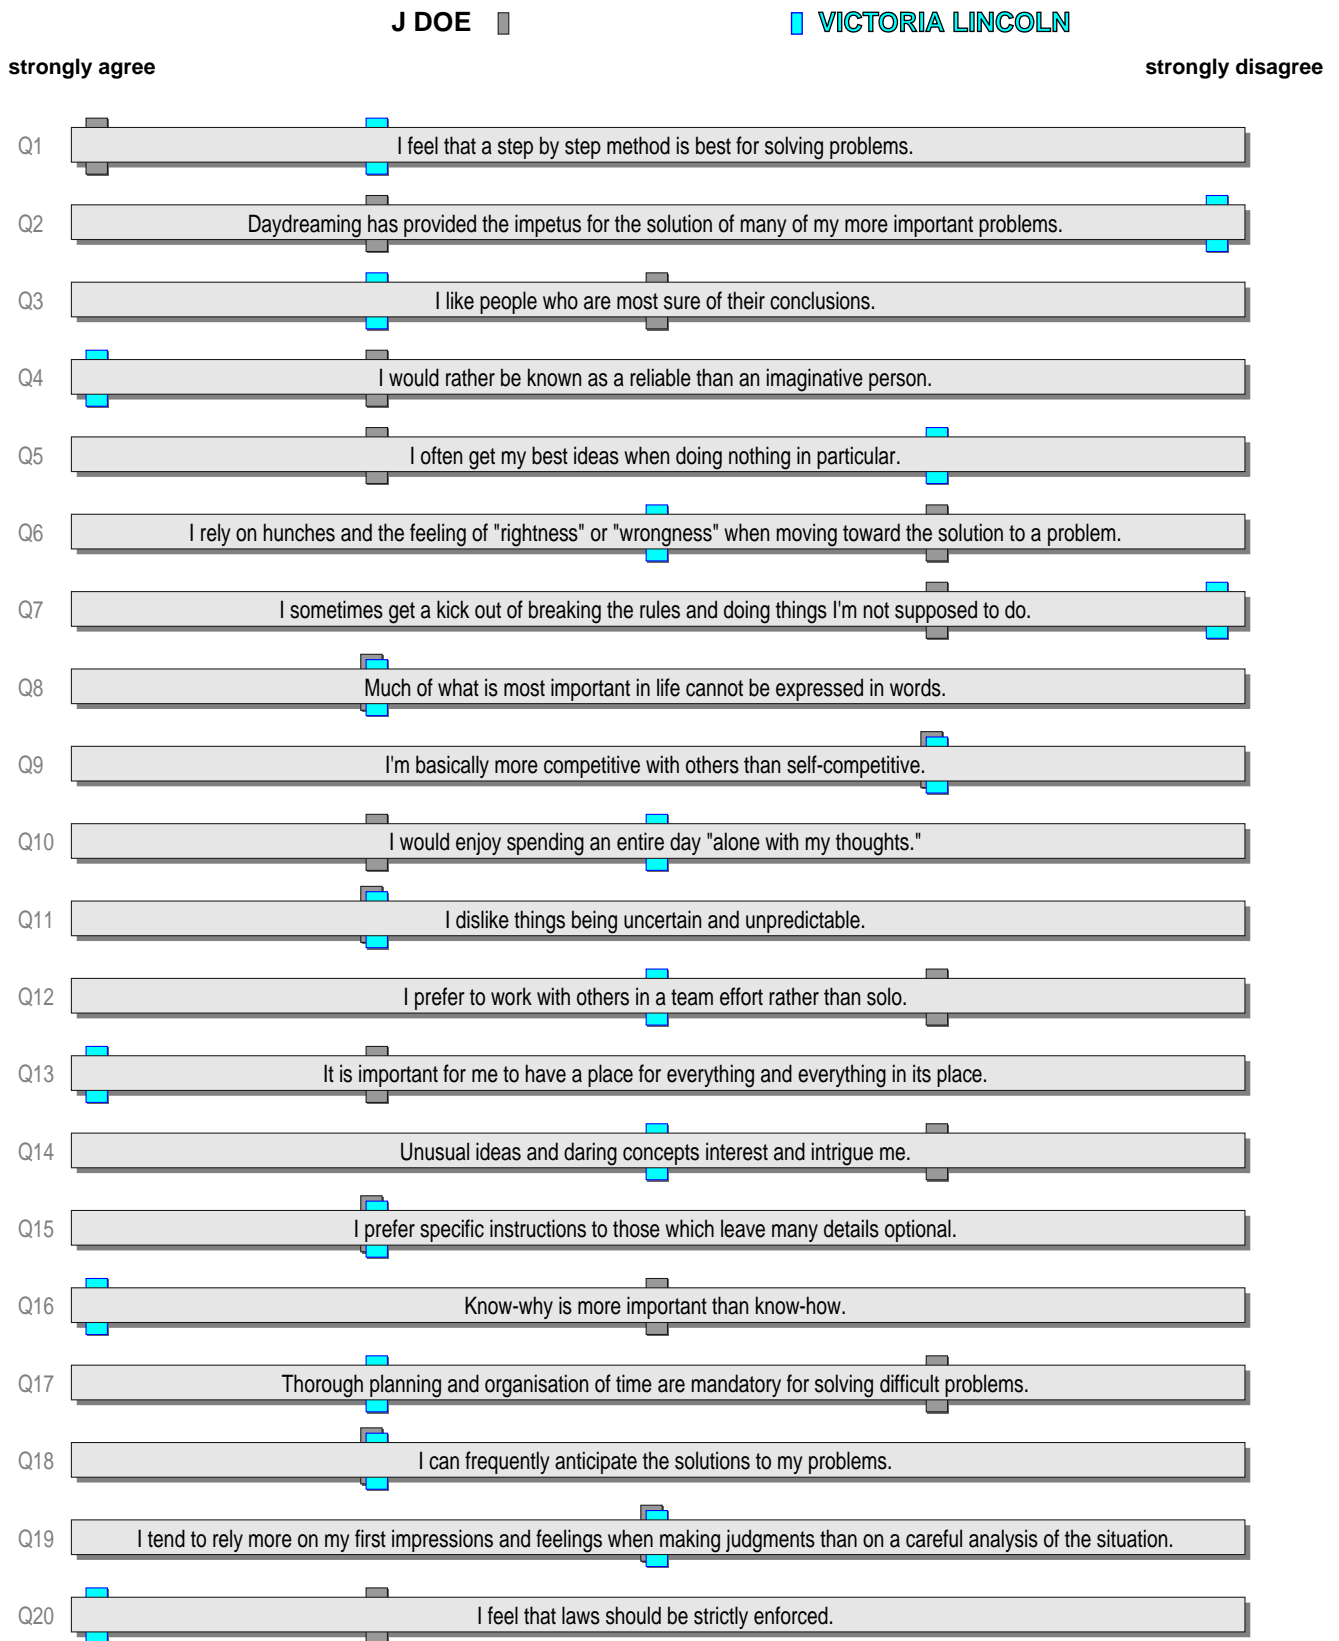 J DOE VICTORIA LINCOLN
strongly agree strongly disagree
Q1 I feel that a step by step method is best for solving problems.
Q2 Daydreaming has provided the impetus for the solution of many of my more important problems.
Q3 I like people who are most sure of their conclusions.
Q4 I would rather be known as a reliable than an imaginative person.
Q5 I often get my best ideas when doing nothing in particular.
Q6 I rely on hunches and the feeling of "rightness" or "wrongness" when moving toward the solution to a problem.
Q7 I sometimes get a kick out of breaking the rules and doing things I'm not supposed to do.
Q8 Much of what is most important in life cannot be expressed in words.
Q9 I'm basically more competitive with others than self-competitive.
Q10 I would enjoy spending an entire day "alone with my thoughts."
Q11 I dislike things being uncertain and unpredictable.
Q12 I prefer to work with others in a team effort rather than solo.
Q13 It is important for me to have a place for everything and everything in its place.
Q14 Unusual ideas and daring concepts interest and intrigue me.
Q15 I prefer specific instructions to those which leave many details optional.
Q16 Know-why is more important than know-how.
Q17 Thorough planning and organisation of time are mandatory for solving difficult problems.
Q18 I can frequently anticipate the solutions to my problems.
Q19 I tend to rely more on my first impressions and feelings when making judgments than on a careful analysis of the situation.
Q20 I feel that laws should be strictly enforced.